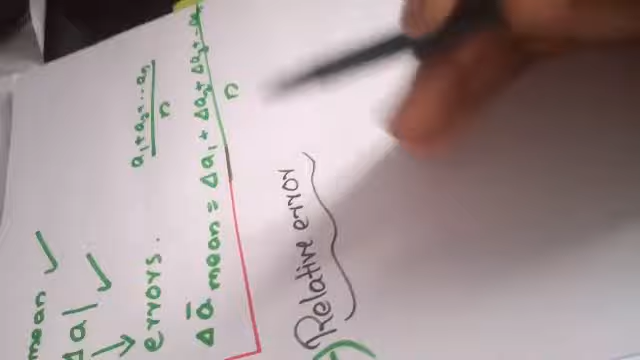 mean ✓
a1+a2+...an
n
Δa| ✓
↓
errors.
Δā mean = Δa1 + Δa2 + Δa3 +
n
Relative error